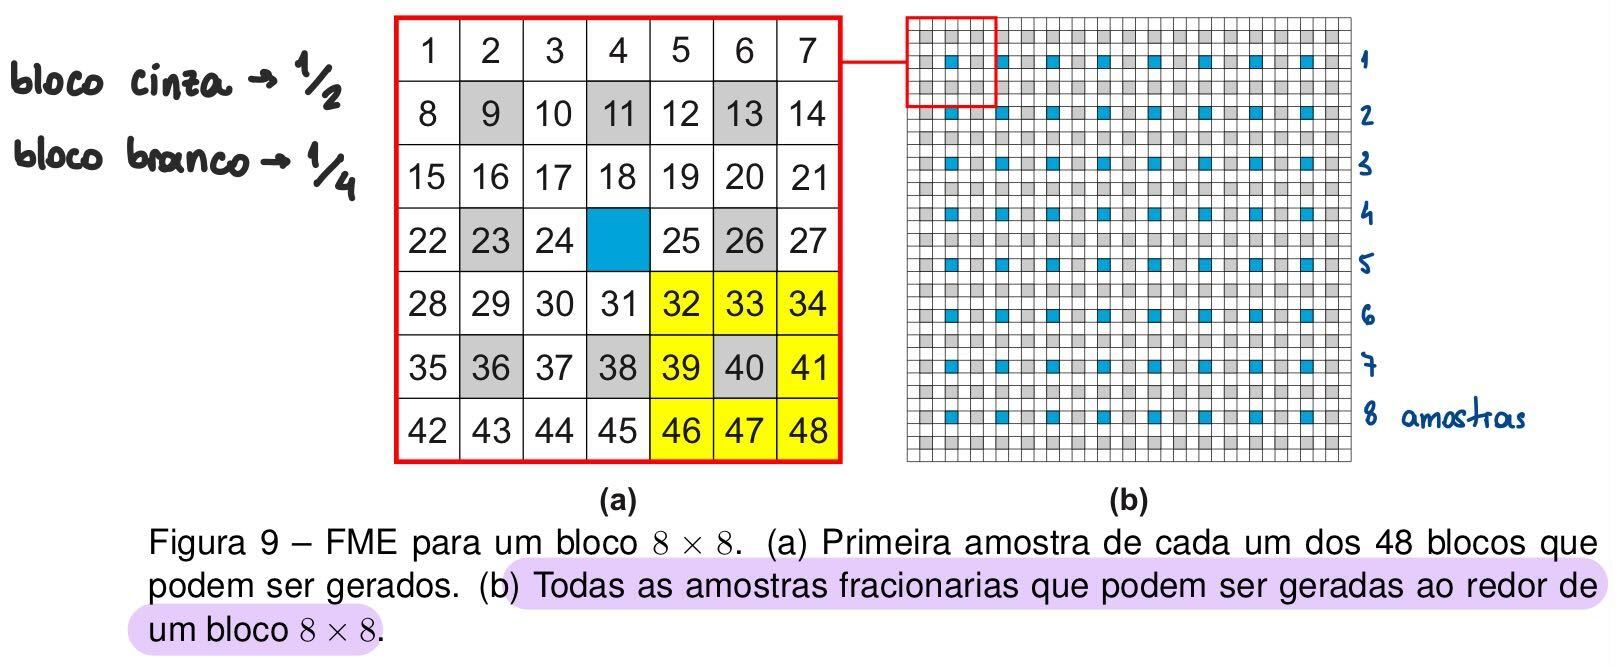 bloco cinza → 1/2
bloco branco → 1/4
1 2 3 4 5 6 7
8 9 10 11 12 13 14
15 16 17 18 19 20 21
22 23 24 25 26 27
28 29 30 31 32 33 34
35 36 37 38 39 40 41
42 43 44 45 46 47 48
1
2
3
4
5
6
7
8 amostras
(a)
(b)
Figura 9 – FME para um bloco 8 × 8. (a) Primeira amostra de cada um dos 48 blocos que
podem ser gerados. (b) Todas as amostras fracionarias que podem ser geradas ao redor de
um bloco 8 × 8.